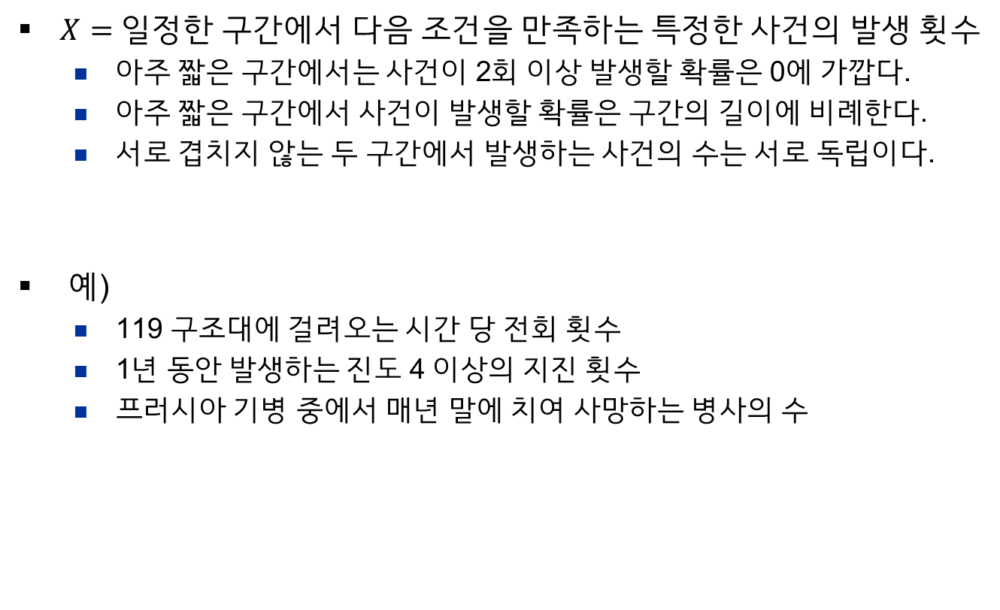 ▪ X = 일정한 구간에서 다음 조건을 만족하는 특정한 사건의 발생 횟수
■ 아주 짧은 구간에서는 사건이 2회 이상 발생할 확률은 0에 가깝다.
■ 아주 짧은 구간에서 사건이 발생할 확률은 구간의 길이에 비례한다.
■ 서로 겹치지 않는 두 구간에서 발생하는 사건의 수는 서로 독립이다.
▪ 예)
■ 119 구조대에 걸려오는 시간 당 전회 횟수
■ 1년 동안 발생하는 진도 4 이상의 지진 횟수
■ 프러시아 기병 중에서 매년 말에 치여 사망하는 병사의 수